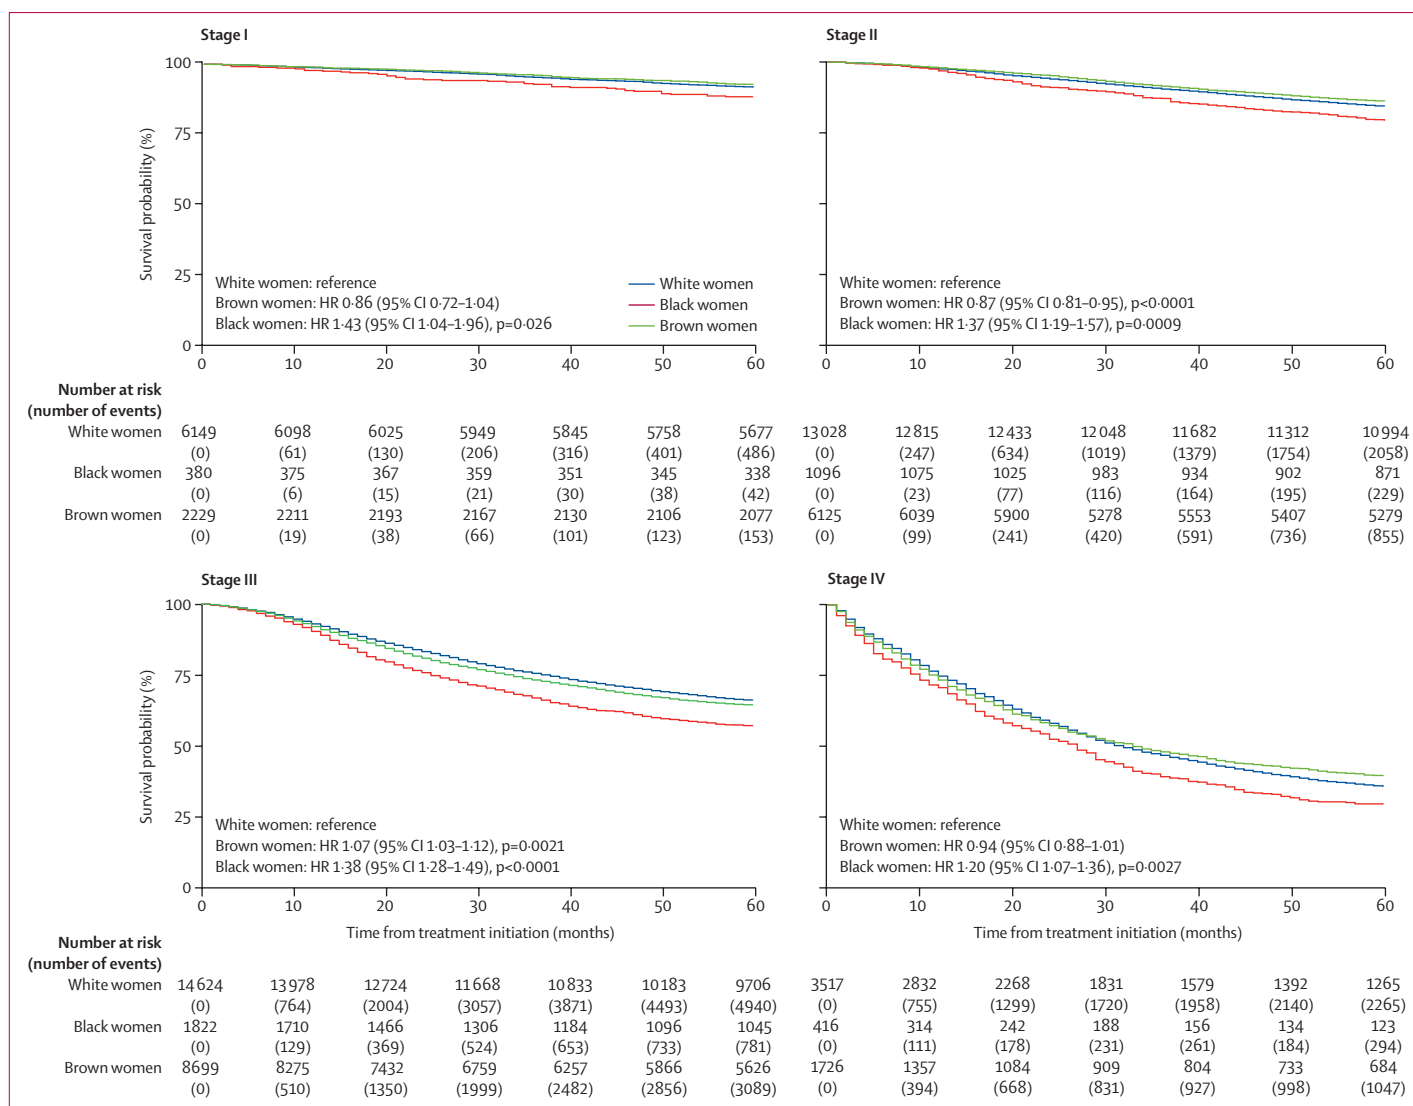 Stage I
Survival probability (%)
100
75
50
25
0
White women: reference
Brown women: HR 0·86 (95% CI 0·72–1·04)
Black women: HR 1·43 (95% CI 1·04–1·96), p=0·026
White women
Black women
Brown women
0 10 20 30 40 50 60
Stage II
White women: reference
Brown women: HR 0·87 (95% CI 0·81–0·95), p<0·0001
Black women: HR 1·37 (95% CI 1·19–1·57), p=0·0009
0 10 20 30 40 50 60
Number at risk
(number of events)
White women 6149 6098 6025 5949 5845 5758 5677 13 028 12 815 12 433 12 048 11 682 11 312 10 994
(0) (61) (130) (206) (316) (401) (486) (0) (247) (634) (1019) (1379) (1754) (2058)
Black women 380 375 367 359 351 345 338 1096 1075 1025 983 934 902 871
(0) (6) (15) (21) (30) (38) (42) (0) (23) (77) (116) (164) (195) (229)
Brown women 2229 2211 2193 2167 2130 2106 2077 6125 6039 5900 5278 5553 5407 5279
(0) (19) (38) (66) (101) (123) (153) (0) (99) (241) (420) (591) (736) (855)
Stage III
Survival probability (%)
100
75
50
25
0
White women: reference
Brown women: HR 1·07 (95% CI 1·03–1·12), p=0·0021
Black women: HR 1·38 (95% CI 1·28–1·49), p<0·0001
0 10 20 30 40 50 60
Time from treatment initiation (months)
Stage IV
White women: reference
Brown women: HR 0·94 (95% CI 0·88–1·01)
Black women: HR 1·20 (95% CI 1·07–1·36), p=0·0027
0 10 20 30 40 50 60
Time from treatment initiation (months)
Number at risk
(number of events)
White women 14 624 13 978 12 724 11 668 10 833 10 183 9706 3517 2832 2268 1831 1579 1392 1265
(0) (764) (2004) (3057) (3871) (4493) (4940) (0) (755) (1299) (1720) (1958) (2140) (2265)
Black women 1822 1710 1466 1306 1184 1096 1045 416 314 242 188 156 134 123
(0) (129) (369) (524) (653) (733) (781) (0) (111) (178) (231) (261) (184) (294)
Brown women 8699 8275 7432 6759 6257 5866 5626 1726 1357 1084 909 804 733 684
(0) (510) (1350) (1999) (2482) (2856) (3089) (0) (394) (668) (831) (927) (998) (1047)